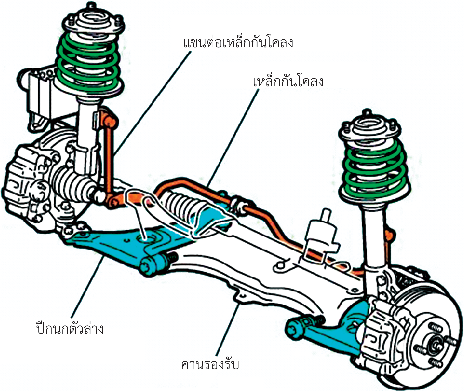 แขนต่อเหล็กกันโคลง
เหล็กกันโคลง
ปีกนกตัวล่าง
คานรองรับ